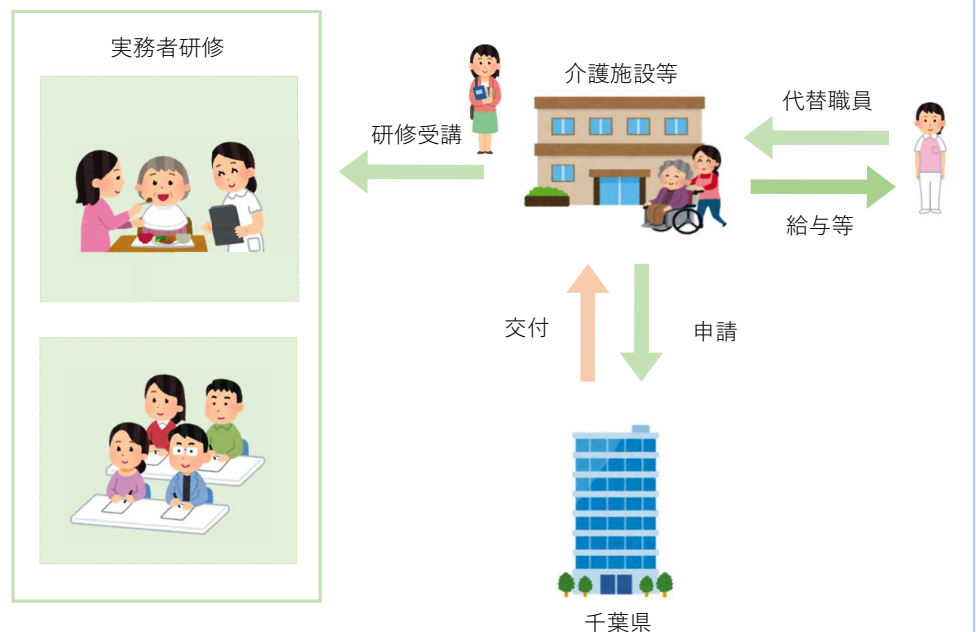 実務者研修
介護施設等
代替職員
研修受講
給与等
交付
申請
千葉県